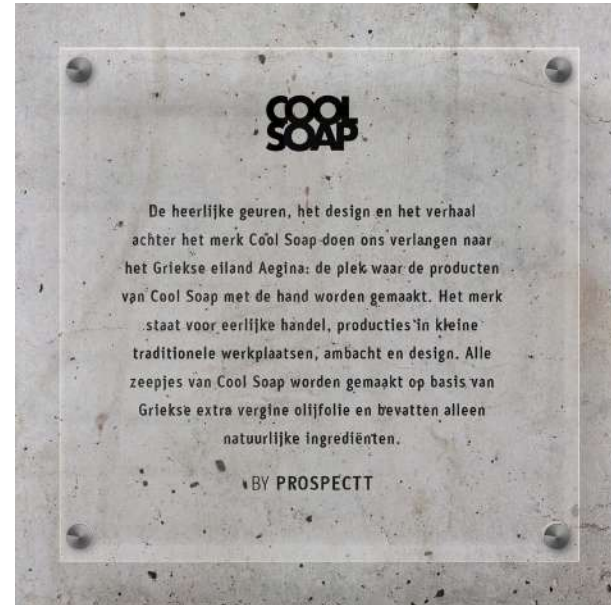 COOL
SOAP
De heerlijke geuren, het design en het verhaal
achter het merk Cool Soap doen ons verlangen naar
het Griekse eiland Aegina: de plek waar de producten
van Cool Soap met de hand worden gemaakt. Het merk
staat voor eerlijke handel, producties in kleine
traditionele werkplaatsen, ambacht en design. Alle
zeepjes van Cool Soap worden gemaakt op basis van
Griekse extra vergine olijfolie en bevatten alleen
natuurlijke ingrediënten.
BY PROSPECTT